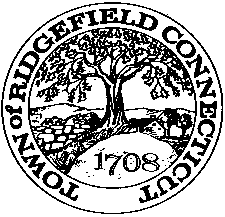 TOWN of RIDGEFIELD CONNECTICUT
1708